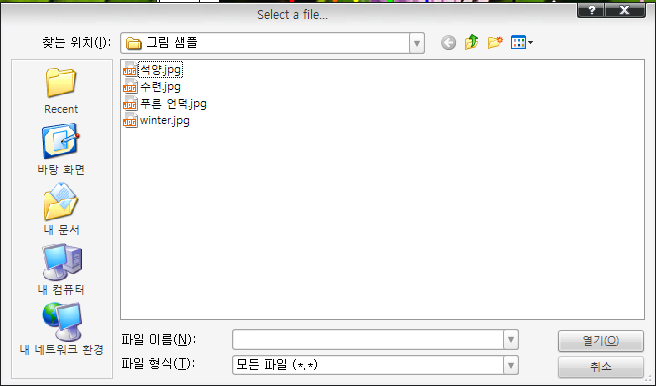 Select a file...
? X
찾는 위치(I):
그림 샘플
Recent
바탕 화면
내 문서
내 컴퓨터
내 네트워크 환경
석양.jpg
수련.jpg
푸른 언덕.jpg
winter.jpg
파일 이름(N):
열기(O)
파일 형식(T):
모든 파일 (*.*)
취소